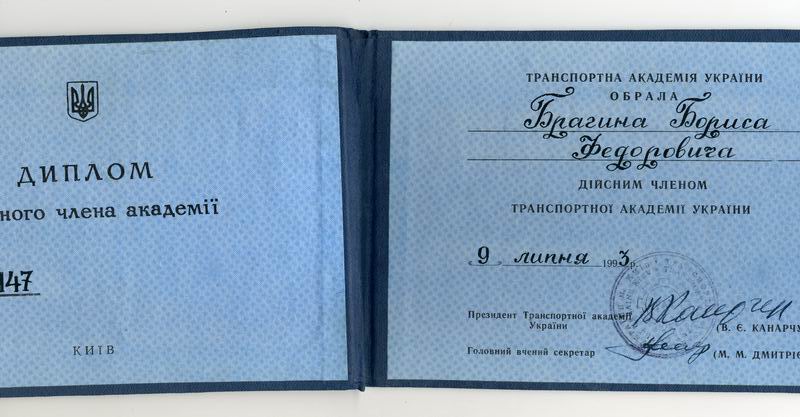 ДИПЛОМ
ного члена академії
147
КИЇВ
ТРАНСПОРТНА АКАДЕМІЯ УКРАЇНИ
ОБРАЛА
Брагина Бориса
Федоровича
ДІЙСНИМ ЧЛЕНОМ
ТРАНСПОРТНОЇ АКАДЕМІЇ УКРАЇНИ
9 липня 1993 р.
Президент Транспортної академії
України (В. Є. КАНАРЧУ
Головний вчений секретар (М. М. ДМИТРІЄ